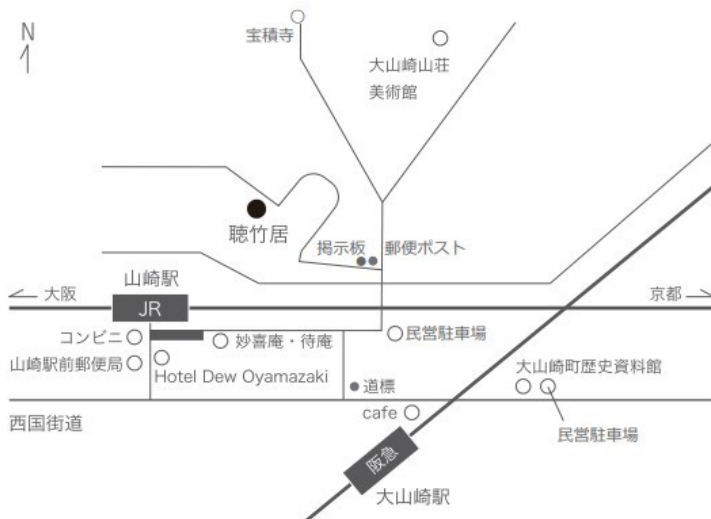 N
宝積寺
大山崎山荘
美術館
聴竹居
掲示板
郵便ポスト
山崎駅
大阪
JR
京都
コンビニ
妙喜庵・待庵
民営駐車場
山崎駅前郵便局
Hotel Dew Oyamazaki
道標
大山崎町歴史資料館
cafe
西国街道
民営駐車場
阪急
大山崎駅